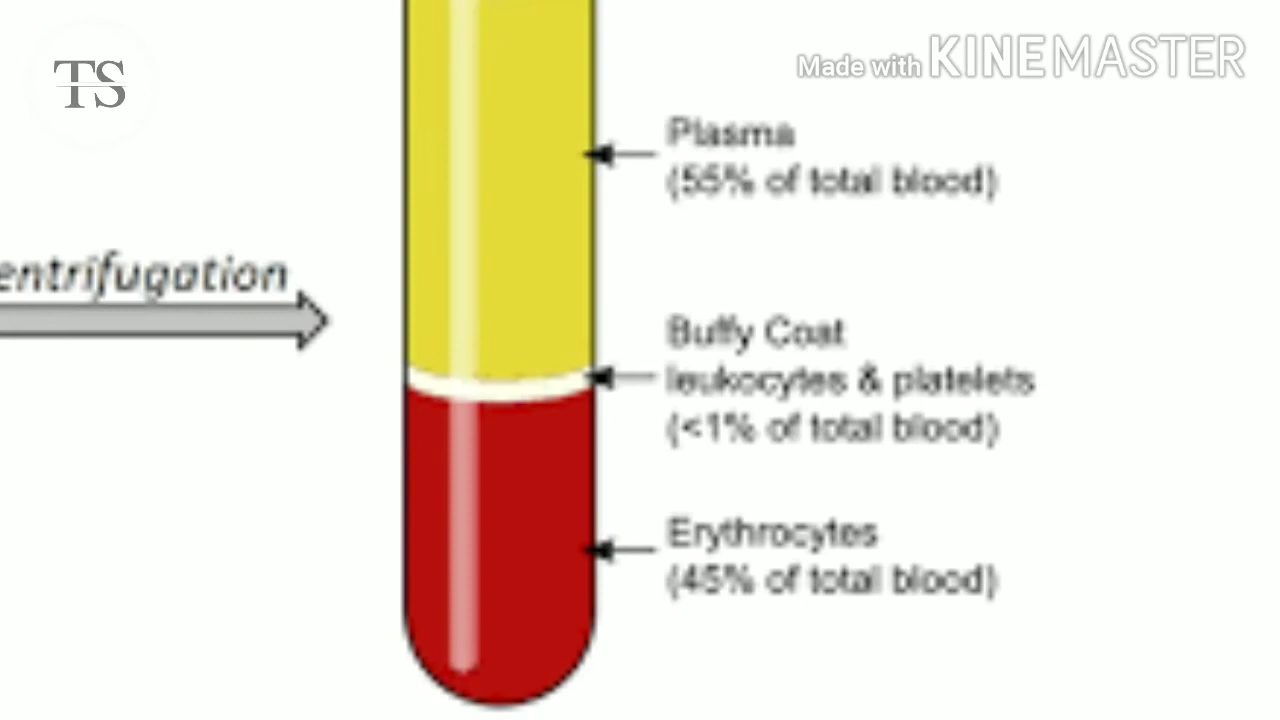 TS
Made with KINEMASTER
Plasma
(55% of total blood)
entrifugation
Buffy Coat
leukocytes & platelets
(<1% of total blood)
Erythrocytes
(45% of total blood)